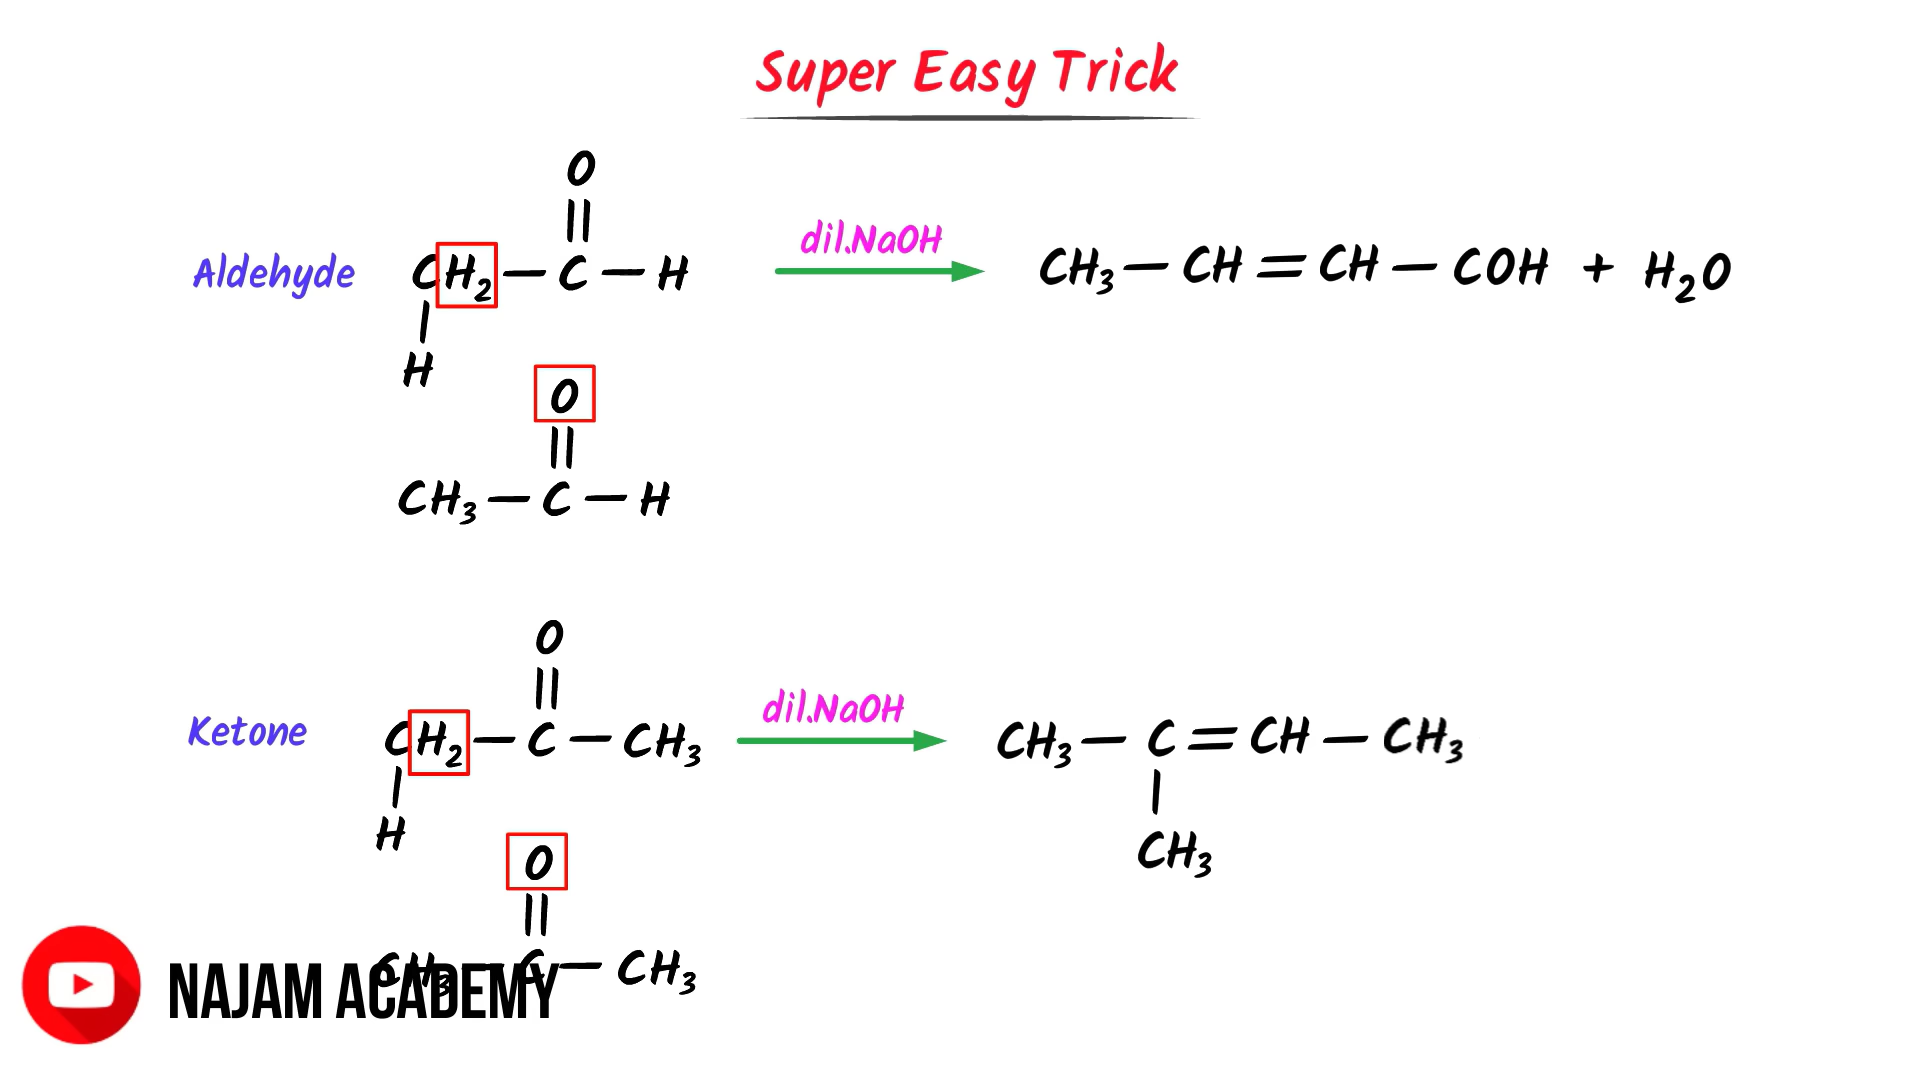 Super Easy Trick
O
||
Aldehyde CH₂ — C — H dil.NaOH CH₃ — CH = CH — COH + H₂O
|
H
O
||
CH₃ — C — H
O
||
Ketone CH₂ — C — CH₃ dil.NaOH CH₃ — C = CH — CH₃
| |
H CH₃
O
||
CH₃ — C — CH₃
NAJAM ACADEMY